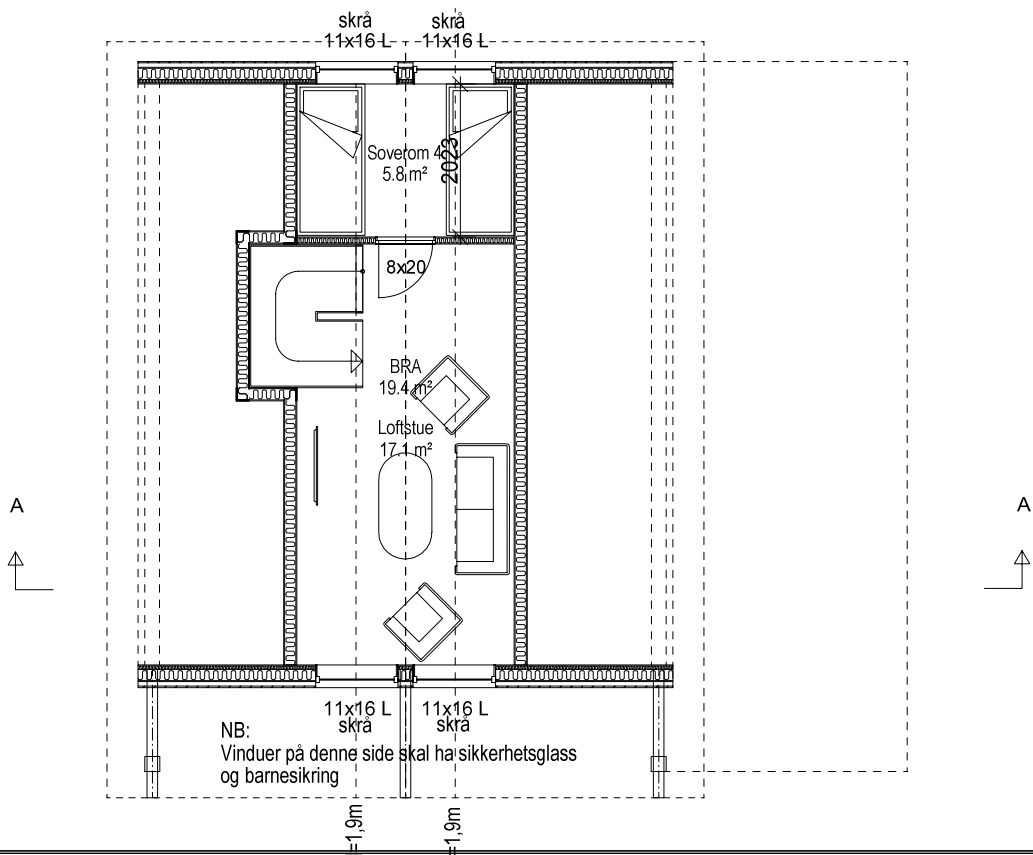 skrå
11x16 L
skrå
11x16 L
Soverom 4
5.8 m²
2023
8x20
BRA
19.4 m²
Loftstue
17.1 m²
A
A
11x16 L
skrå
11x16 L
skrå
NB:
Vinduer på denne side skal ha sikkerhetsglass
og barnesikring
=1,9m
=1,9m